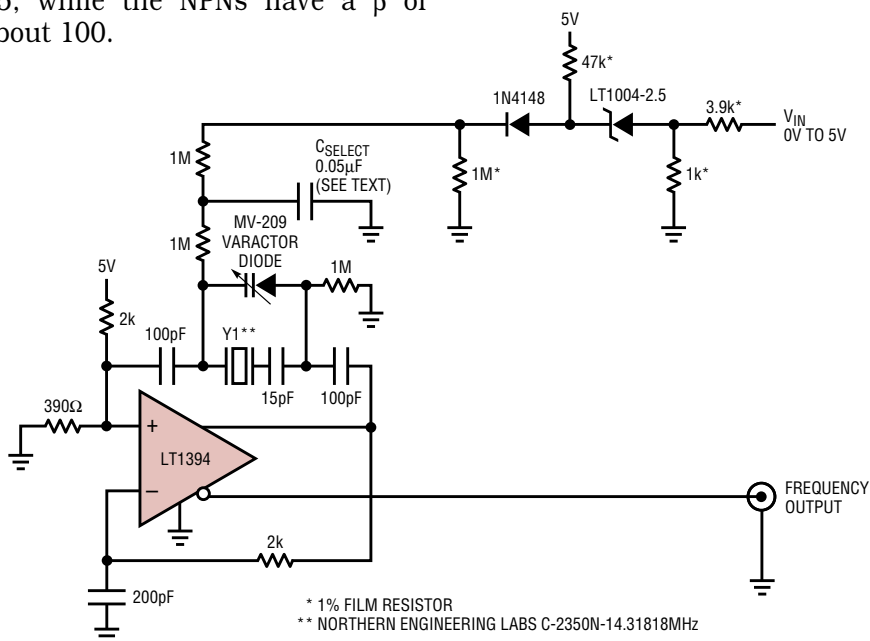 while the NPNs have a β of
bout 100.
5V
47k*
1N4148
LT1004-2.5
3.9k*
VIN
0V TO 5V
1M
CSELECT
0.05µF
(SEE TEXT)
1M*
1k*
1M
MV-209
VARACTOR
DIODE
1M
5V
2k
100pF
Y1**
15pF
100pF
390Ω
+
LT1394
–
FREQUENCY
OUTPUT
2k
200pF
* 1% FILM RESISTOR
** NORTHERN ENGINEERING LABS C-2350N-14.31818MHz